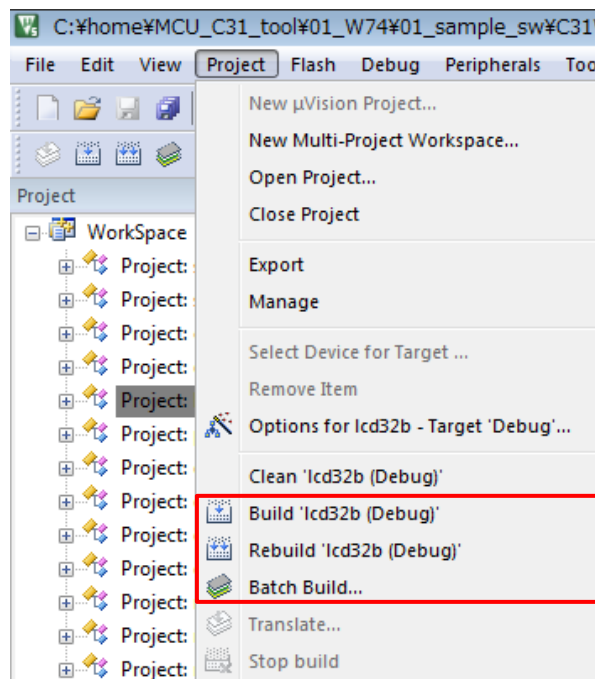 C:¥home¥MCU_C31_tool¥01_W74¥01_sample_sw¥C31
File Edit View Project Flash Debug Peripherals
New µVision Project...
New Multi-Project Workspace...
Open Project...
Close Project
Project
WorkSpace
Export
Manage
Select Device for Target ...
Remove Item
Options for lcd32b - Target 'Debug'...
Clean 'lcd32b (Debug)'
Build 'lcd32b (Debug)'
Rebuild 'lcd32b (Debug)'
Batch Build...
Translate...
Stop build
Project:
Project:
Project:
Project:
Project:
Project:
Project:
Project:
Project:
Project:
Project:
Project:
Project: